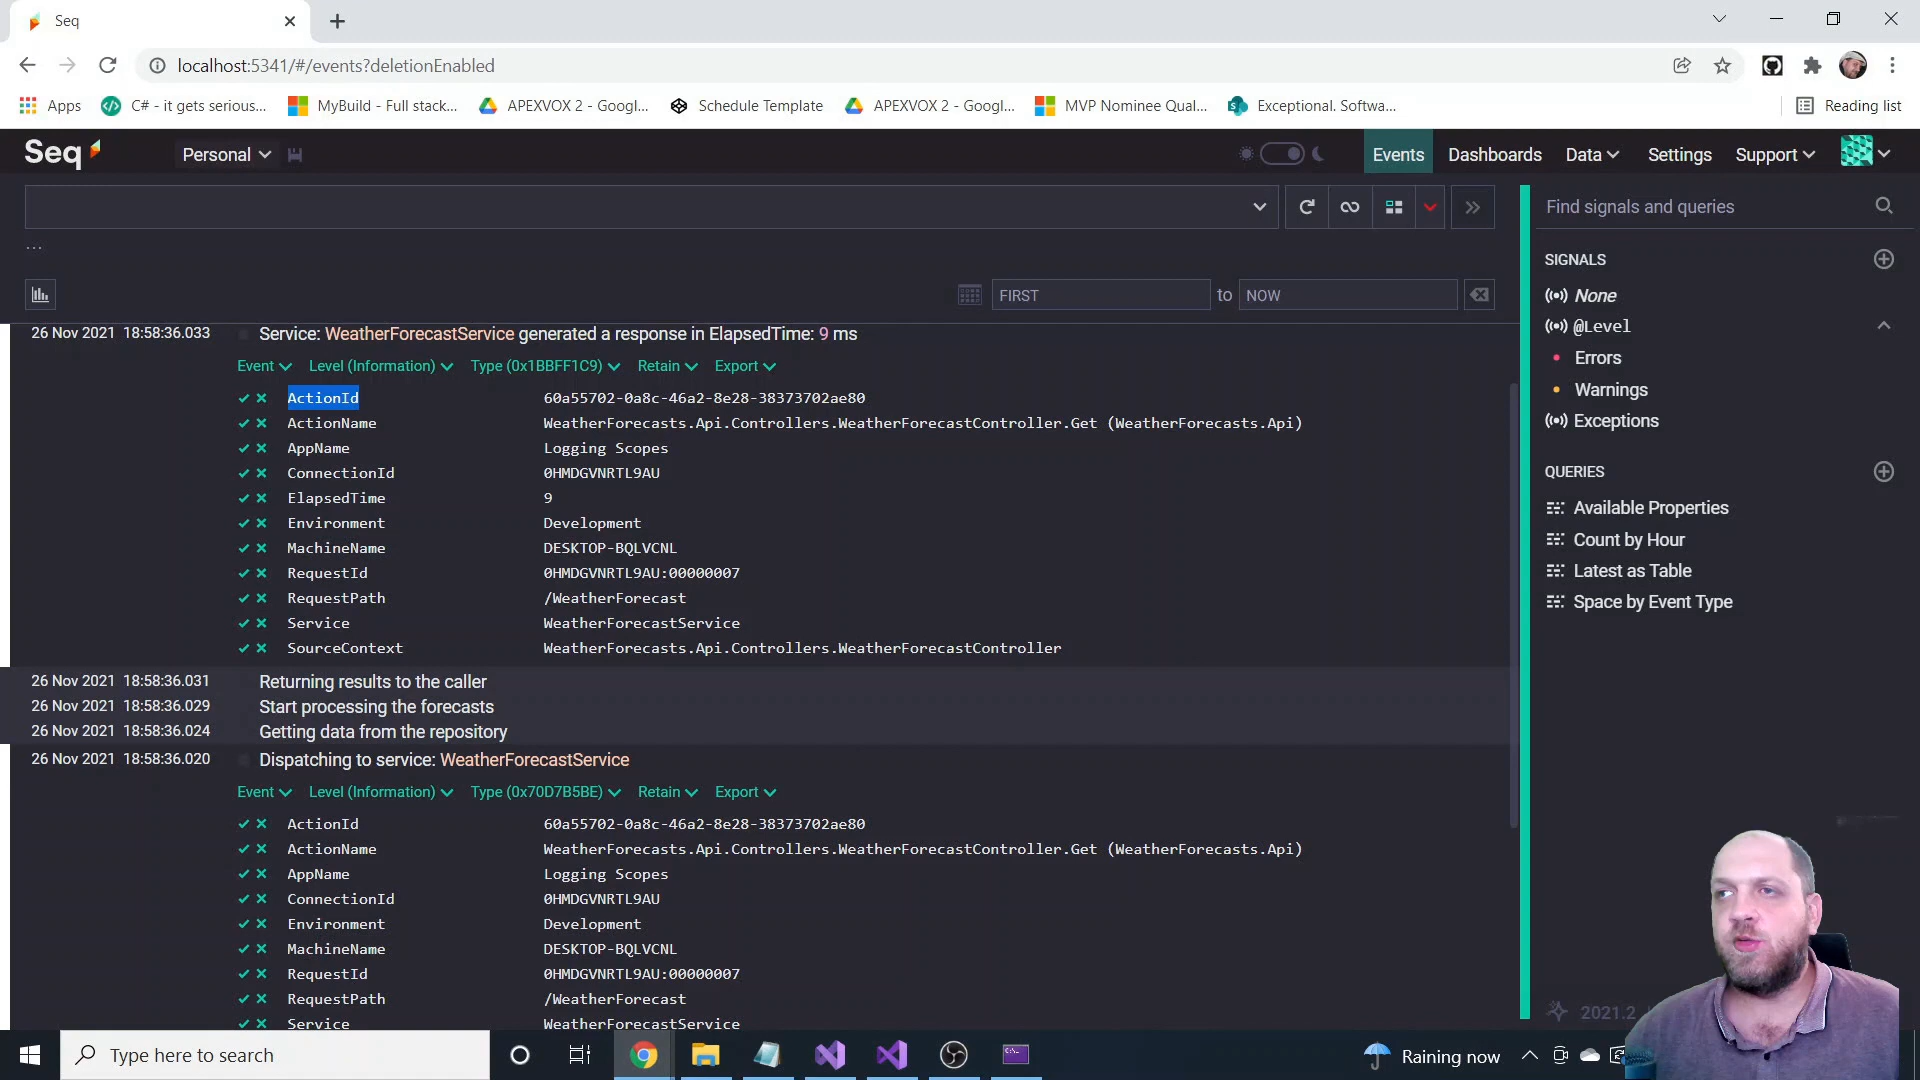 Seq
localhost:5341/#/events?deletionEnabled
Apps C# - it gets serious... MyBuild - Full stack... APEXVOX 2 - Googl... Schedule Template APEXVOX 2 - Googl... MVP Nominee Qual... Exceptional. Softwa... Reading list
Seq Personal Events Dashboards Data Settings Support
Find signals and queries
...
FIRST to NOW
26 Nov 2021 18:58:36.033 Service: WeatherForecastService generated a response in ElapsedTime: 9 ms
Event Level (Information) Type (0x1BBFF1C9) Retain Export
ActionId 60a55702-0a8c-46a2-8e28-38373702ae80
ActionName WeatherForecasts.Api.Controllers.WeatherForecastController.Get (WeatherForecasts.Api)
AppName Logging Scopes
ConnectionId 0HMDGVNRTL9AU
ElapsedTime 9
Environment Development
MachineName DESKTOP-BQLVCNL
RequestId 0HMDGVNRTL9AU:00000007
RequestPath /WeatherForecast
Service WeatherForecastService
SourceContext WeatherForecasts.Api.Controllers.WeatherForecastController
26 Nov 2021 18:58:36.031 Returning results to the caller
26 Nov 2021 18:58:36.029 Start processing the forecasts
26 Nov 2021 18:58:36.024 Getting data from the repository
26 Nov 2021 18:58:36.020 Dispatching to service: WeatherForecastService
Event Level (Information) Type (0x70D7B5BE) Retain Export
ActionId 60a55702-0a8c-46a2-8e28-38373702ae80
ActionName WeatherForecasts.Api.Controllers.WeatherForecastController.Get (WeatherForecasts.Api)
AppName Logging Scopes
ConnectionId 0HMDGVNRTL9AU
Environment Development
MachineName DESKTOP-BQLVCNL
RequestId 0HMDGVNRTL9AU:00000007
RequestPath /WeatherForecast
Service WeatherForecastService
SIGNALS
None
@Level
Errors
Warnings
Exceptions
QUERIES
Available Properties
Count by Hour
Latest as Table
Space by Event Type
2021.2
Type here to search
Raining now